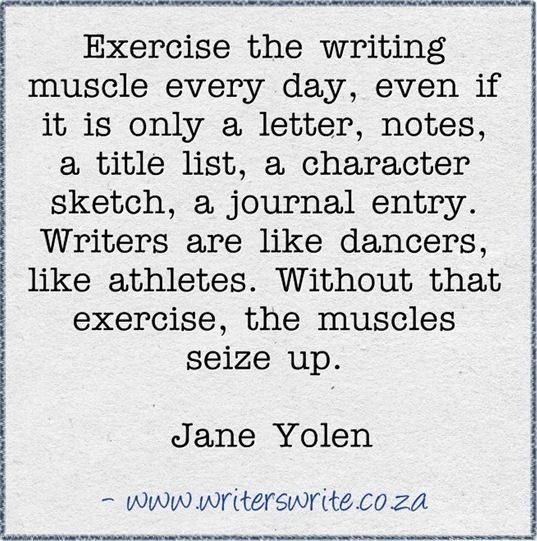 Exercise the writing
muscle every day, even if
it is only a letter, notes,
a title list, a character
sketch, a journal entry.
Writers are like dancers,
like athletes. Without that
exercise, the muscles
seize up.
Jane Yolen
- www.writerswrite.co.za